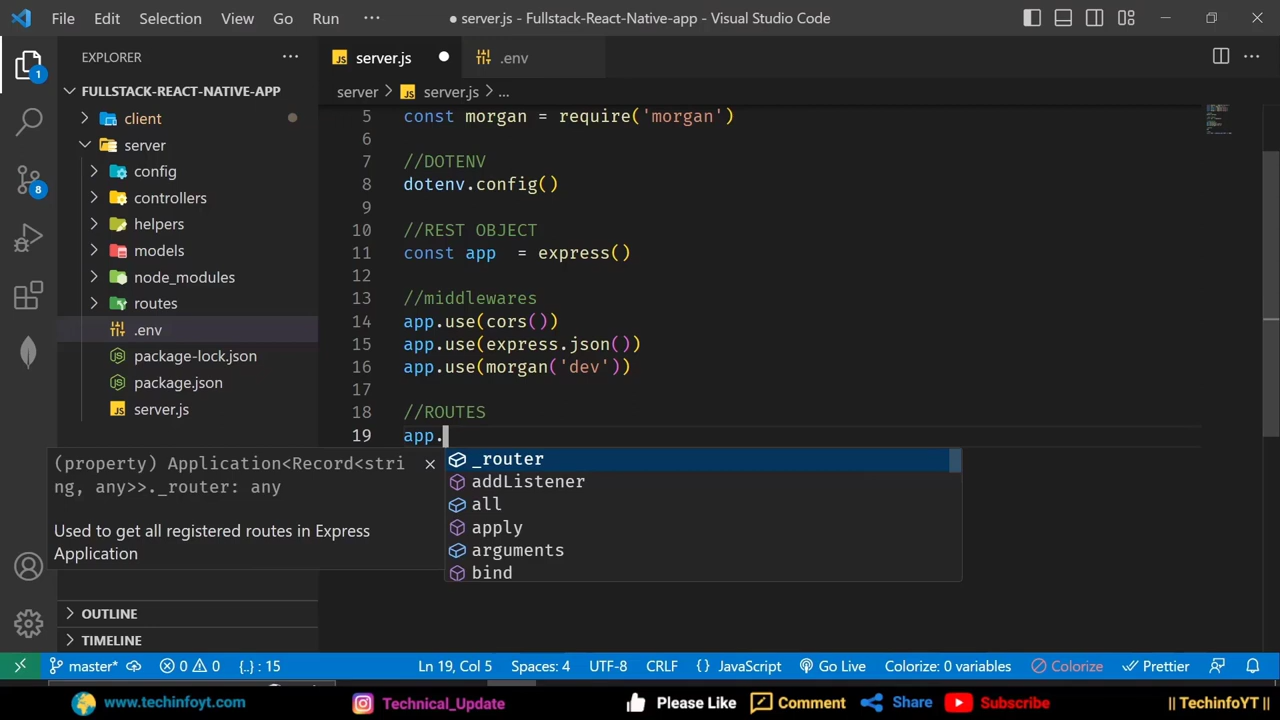 File Edit Selection View Go Run ··· ● server.js - Fullstack-React-Native-app - Visual Studio Code
EXPLORER ···
server.js ●
.env
···
FULLSTACK-REACT-NATIVE-APP
client
server
config
controllers
helpers
models
node_modules
routes
.env
package-lock.json
package.json
server.js
1
8
server > server.js > ...
5 const morgan = require('morgan')
6
7 //DOTENV
8 dotenv.config()
9
10 //REST OBJECT
11 const app  = express()
12
13 //middlewares
14 app.use(cors())
15 app.use(express.json())
16 app.use(morgan('dev'))
17
18 //ROUTES
19 app.
(property) Application<Record<stri
ng, any>>._router: any
Used to get all registered routes in Express
Application
_router
addListener
all
apply
arguments
bind
OUTLINE
TIMELINE
master* 0 0 {..} : 15 Ln 19, Col 5 Spaces: 4 UTF-8 CRLF {} JavaScript Go Live Colorize: 0 variables Colorize Prettier
www.techinfoyt.com Technical_Update Please Like Comment Share Subscribe || TechinfoYT ||